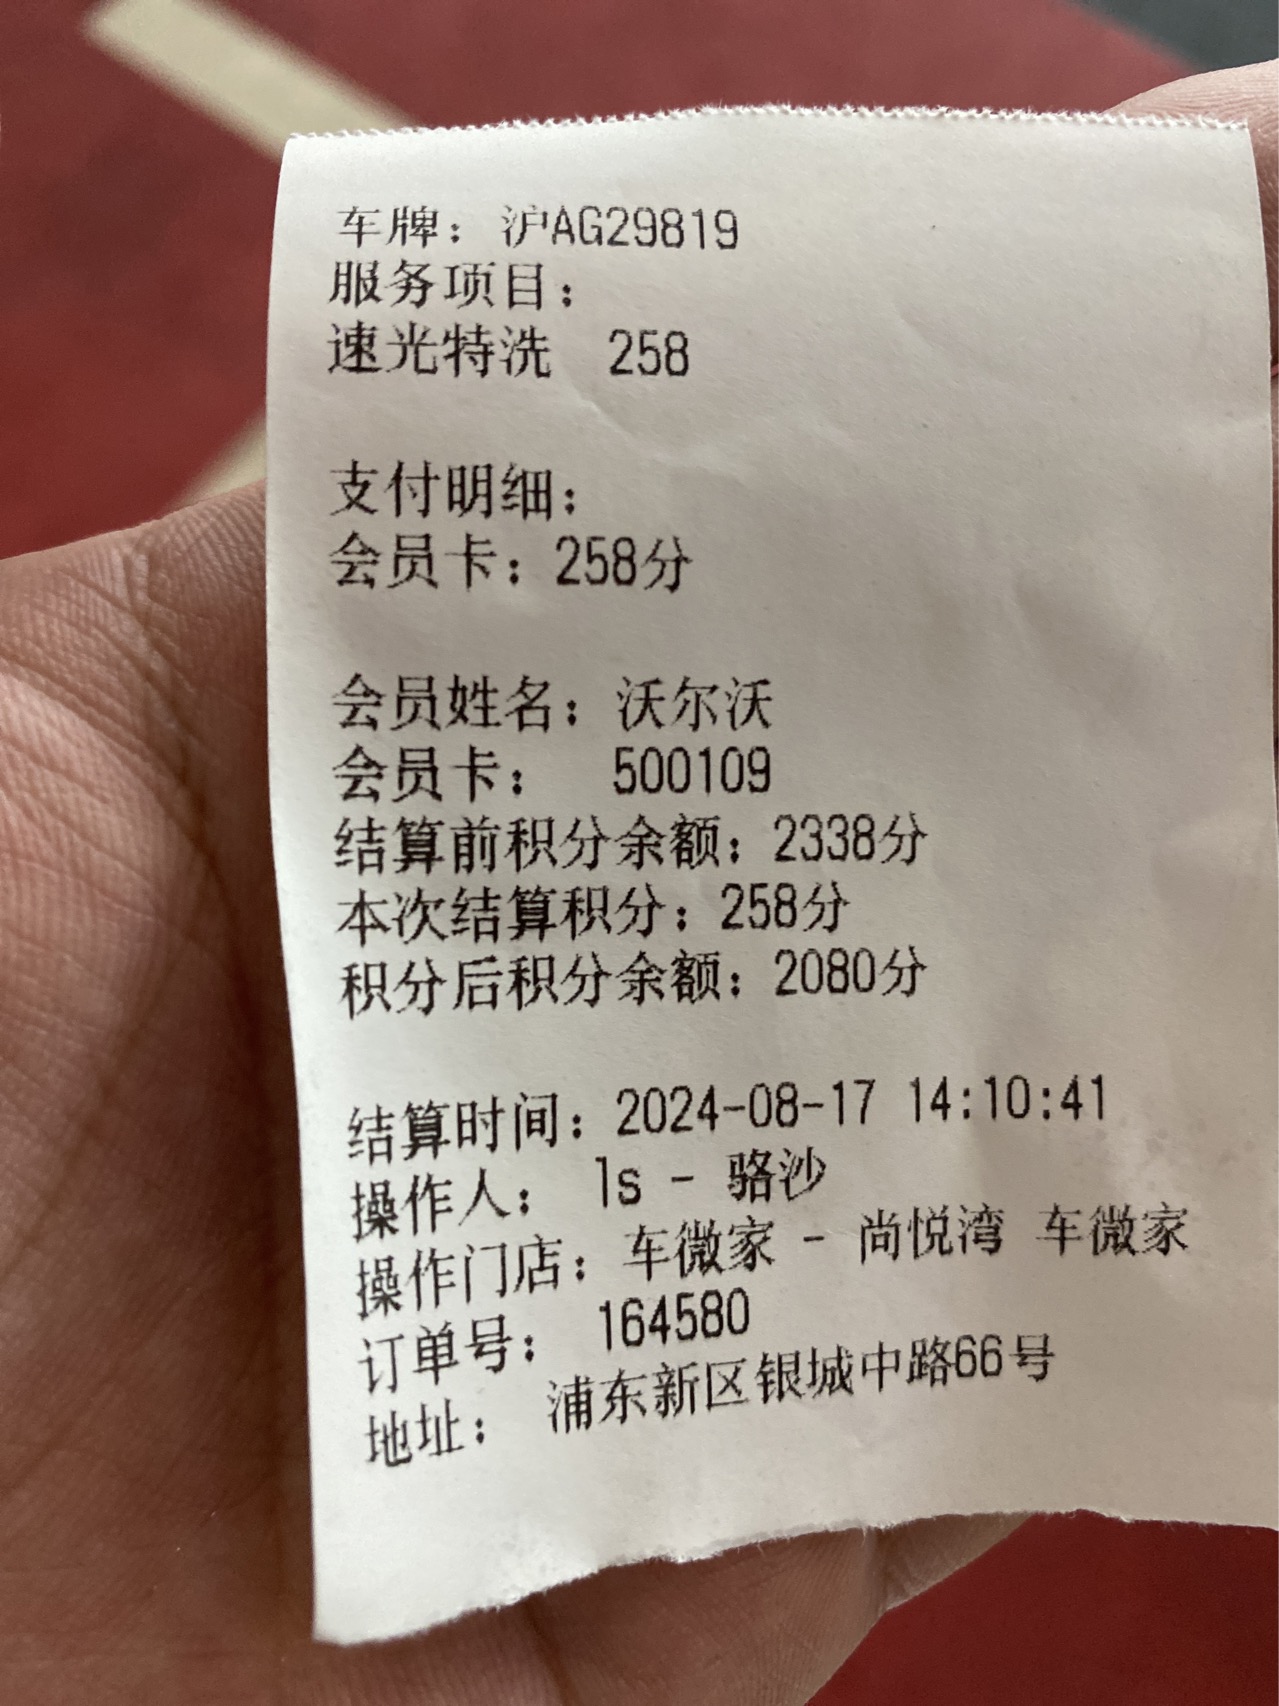 车牌：沪AG29819
服务项目：
速光特洗 258
支付明细：
会员卡：258分
会员姓名：沃尔沃
会员卡： 500109
结算前积分余额：2338分
本次结算积分：258分
积分后积分余额：2080分
结算时间：2024-08-17 14:10:41
操作人： ls - 骆沙
操作门店：车微家 - 尚悦湾 车微家
订单号： 164580
地址： 浦东新区银城中路66号